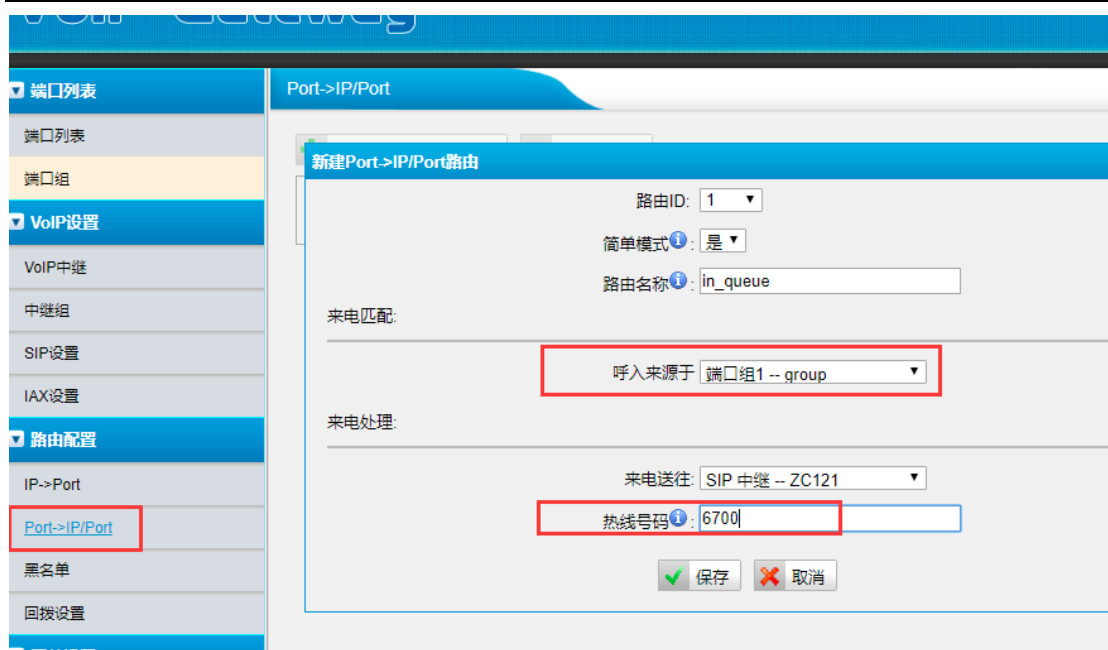 VoIP Gateway
端口列表
端口列表
端口组
VoIP设置
VoIP中继
中继组
SIP设置
IAX设置
路由配置
IP->Port
Port->IP/Port
黑名单
回拨设置
Port->IP/Port
新建Port->IP/Port路由
路由ID: 1
简单模式: 是
路由名称: in_queue
来电匹配:
呼入来源于 端口组1 -- group
来电处理:
来电送往: SIP 中继 -- ZC121
热线号码: 6700
保存 取消